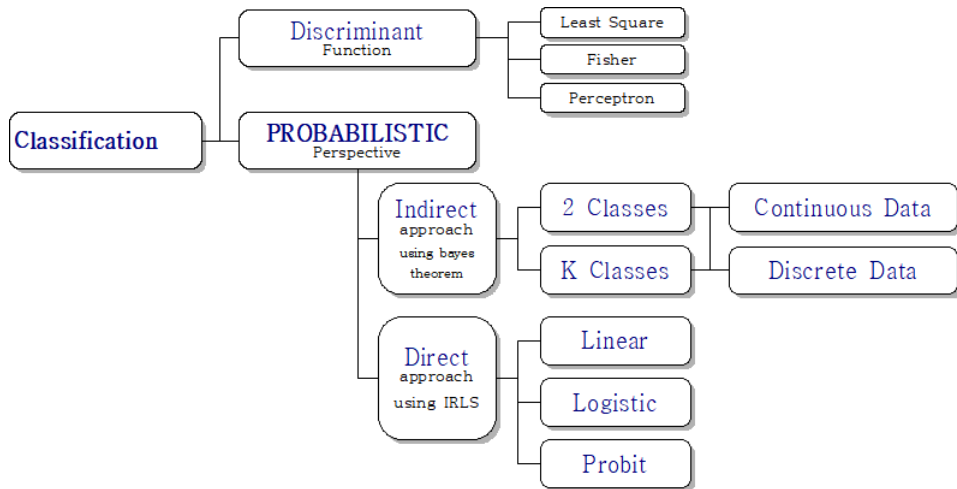 Discriminant
Function
Least Square
Fisher
Perceptron
Classification
PROBABILISTIC
Perspective
Indirect
approach
using bayes
theorem
2 Classes
K Classes
Continuous Data
Discrete Data
Direct
approach
using IRLS
Linear
Logistic
Probit